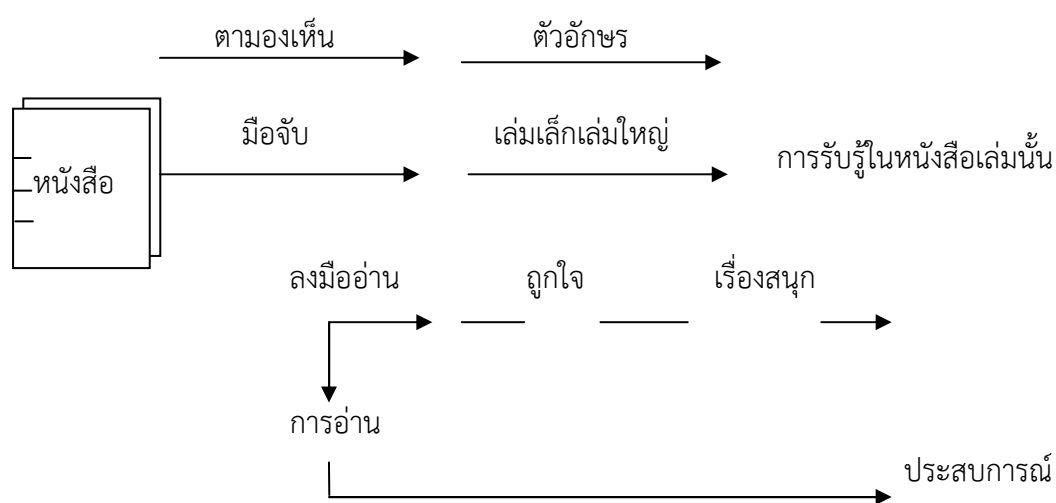 ตามองเห็น ตัวอักษร
มือจับ เล่มเล็กเล่มใหญ่ การรับรู้ในหนังสือเล่มนั้น
หนังสือ
ลงมืออ่าน ถูกใจ เรื่องสนุก
การอ่าน
ประสบการณ์